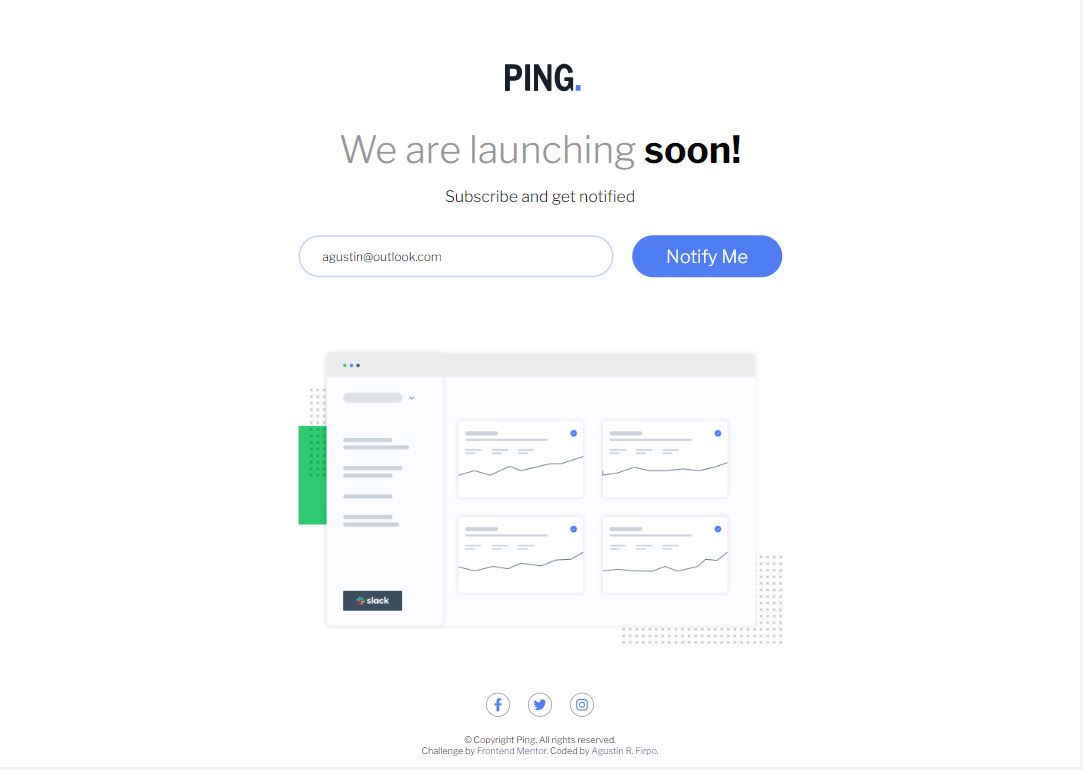 PING.
We are launching soon!
Subscribe and get notified
agustin@outlook.com
Notify Me
slack
© Copyright Ping. All rights reserved.
Challenge by Frontend Mentor. Coded by Agustín R. Firpo.